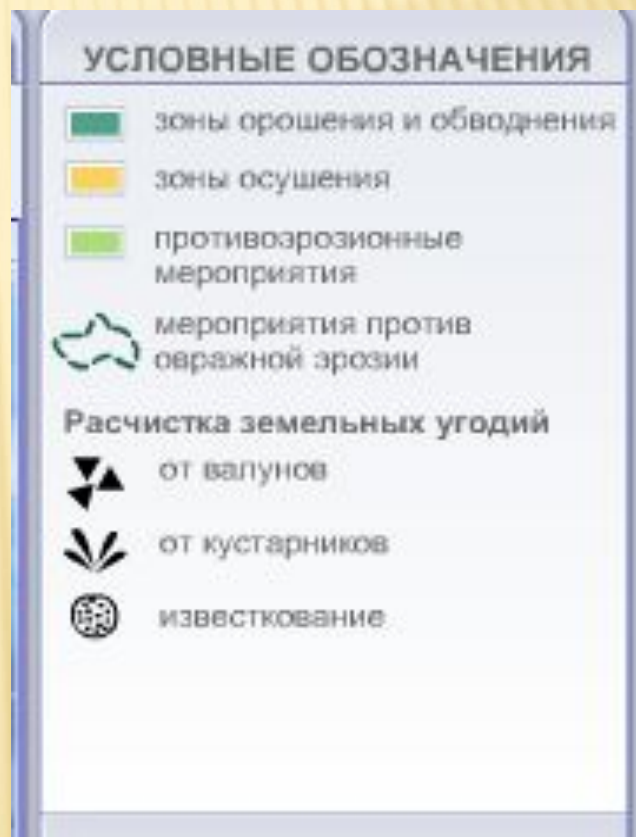 УСЛОВНЫЕ ОБОЗНАЧЕНИЯ
зоны орошения и обводнения
зоны осушения
противоэрозионные
мероприятия
мероприятия против
овражной эрозии
Расчистка земельных угодий
от валунов
от кустарников
известкование